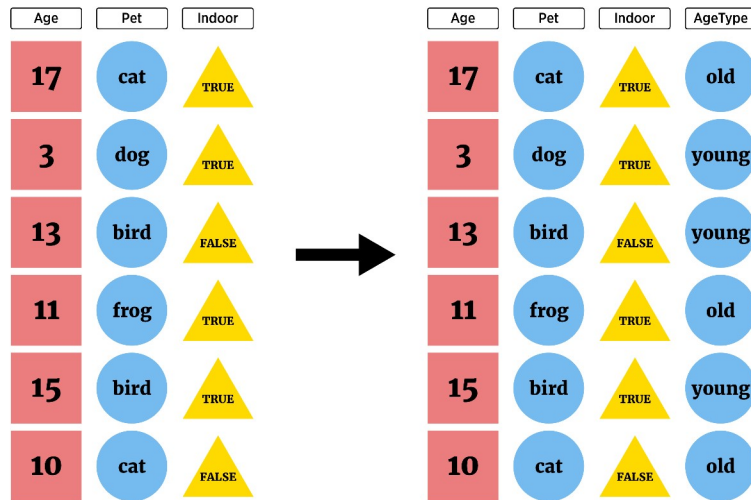 Age Pet Indoor Age Pet Indoor AgeType
17 cat TRUE 17 cat TRUE old
3 dog TRUE 3 dog TRUE young
13 bird FALSE 13 bird FALSE young
11 frog TRUE 11 frog TRUE old
15 bird TRUE 15 bird TRUE young
10 cat FALSE 10 cat FALSE old